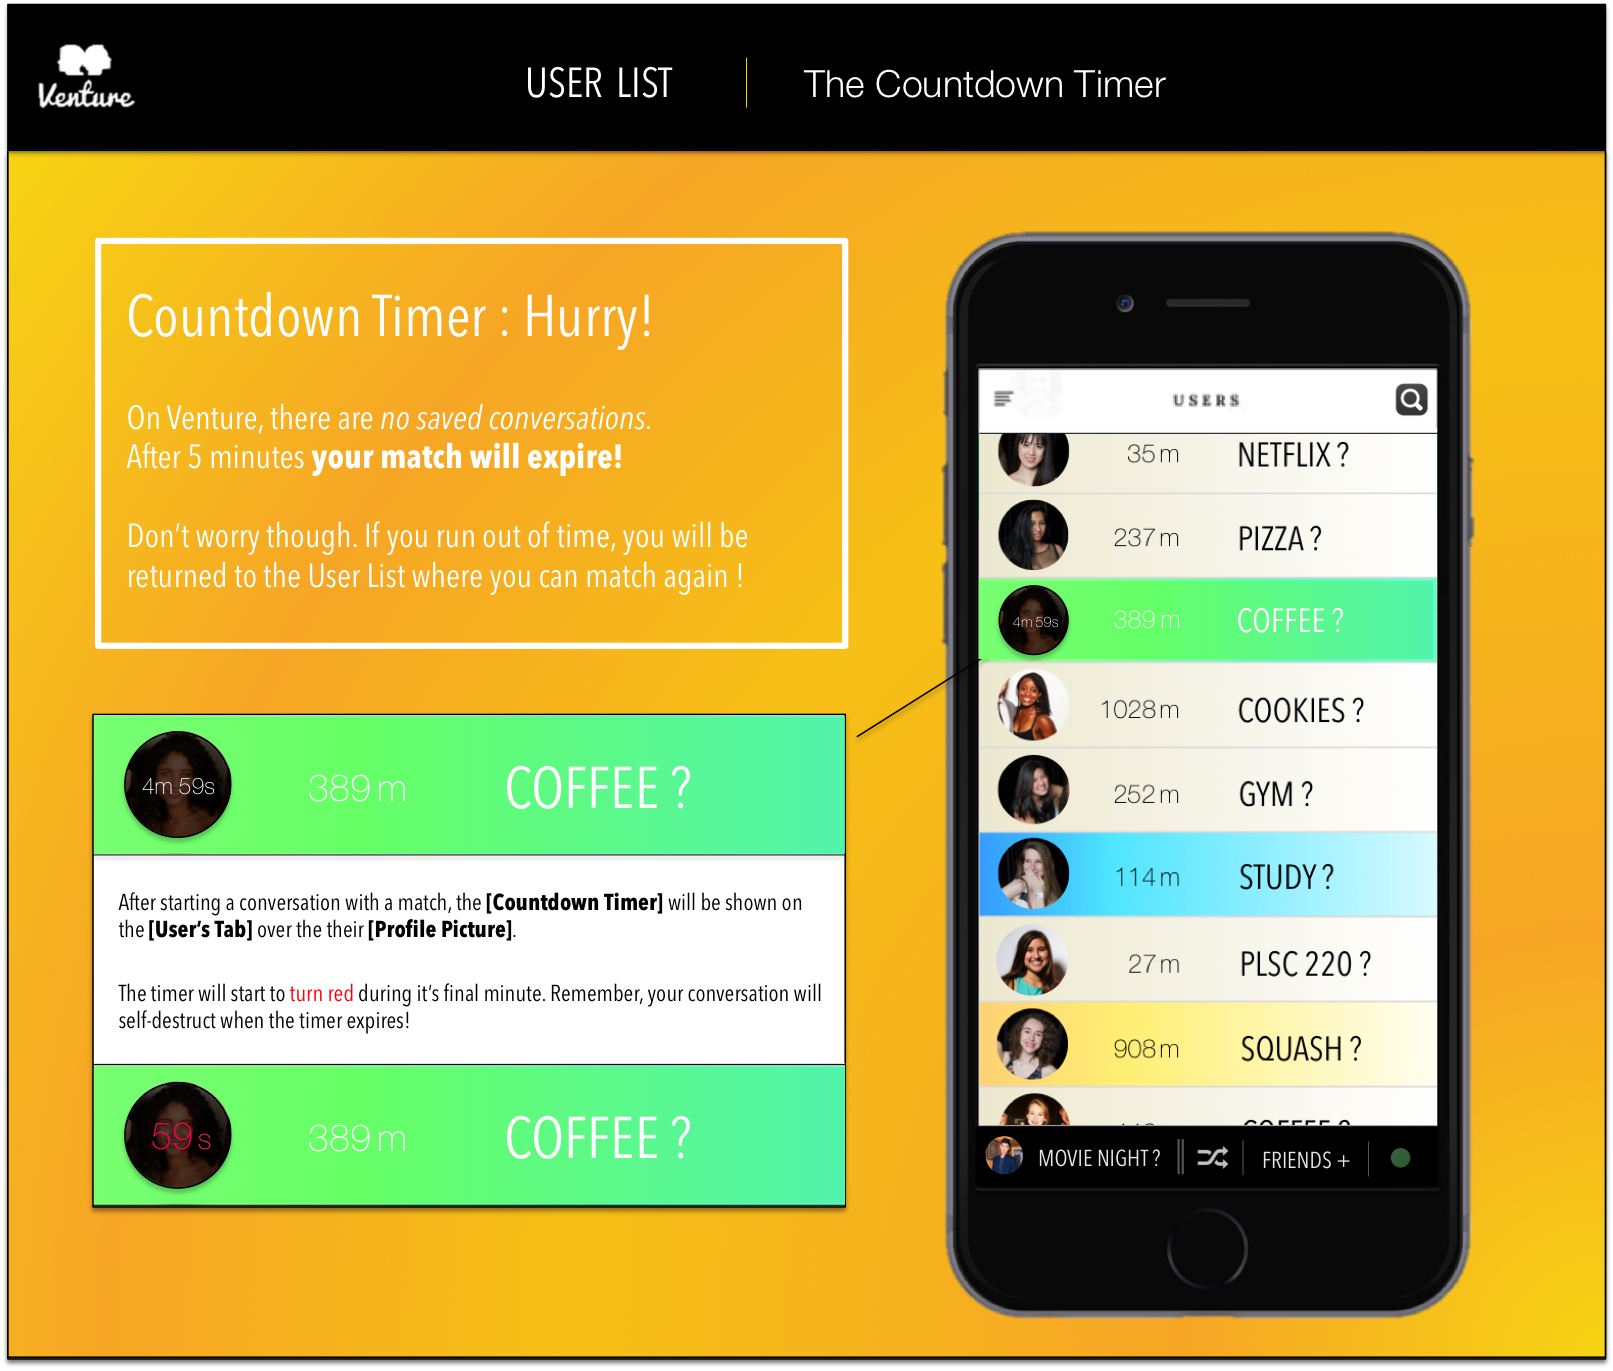 Venture
USER LIST
The Countdown Timer
Countdown Timer : Hurry!
On Venture, there are no saved conversations.
After 5 minutes your match will expire!
Don't worry though. If you run out of time, you will be
returned to the User List where you can match again !
4m 59s 389 m COFFEE ?
After starting a conversation with a match, the [Countdown Timer] will be shown on
the [User's Tab] over the their [Profile Picture].
The timer will start to turn red during it's final minute. Remember, your conversation will
self-destruct when the timer expires!
59 s 389 m COFFEE ?
USERS
35 m NETFLIX ?
237 m PIZZA ?
4m 59s 389 m COFFEE ?
1028 m COOKIES ?
252 m GYM ?
114 m STUDY ?
27 m PLSC 220 ?
908 m SQUASH ?
COFFEE ?
MOVIE NIGHT ? FRIENDS +